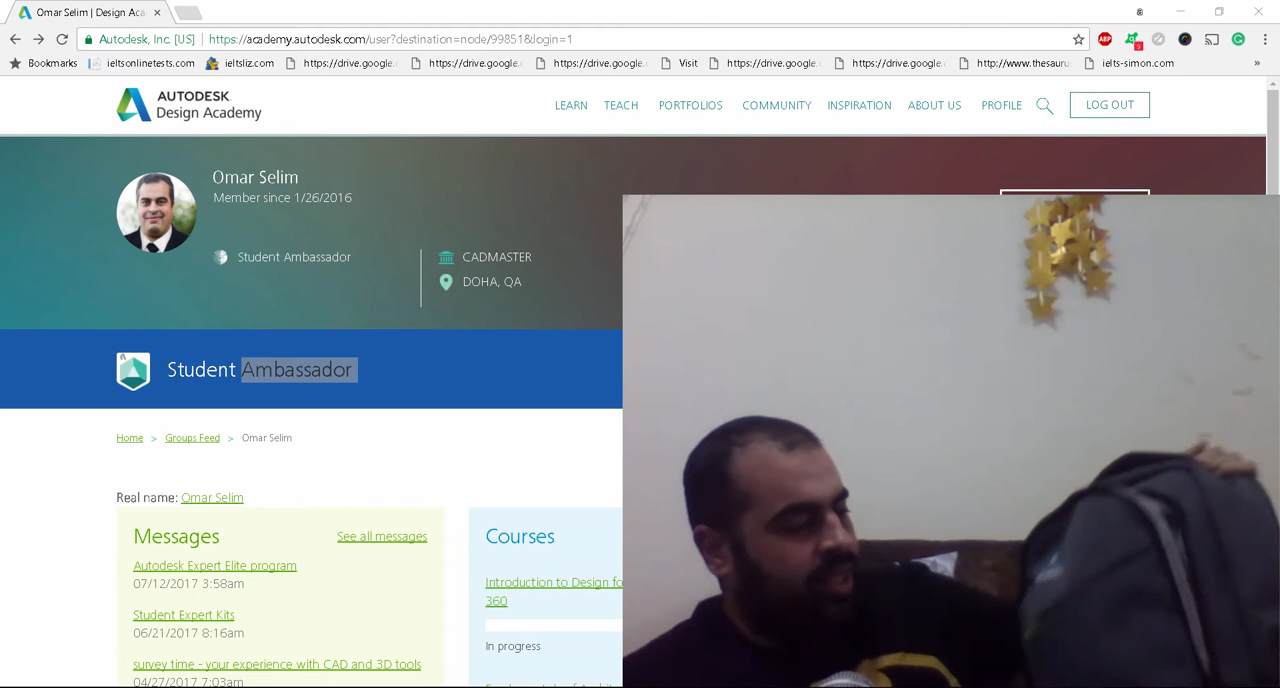 Omar Selim | Design Aca
Autodesk, Inc. [US] | https://academy.autodesk.com/user?destination=node/99851&login=1
ABP
9
Bookmarks ieltsonlinetests.com ieltsliz.com https://drive.google. https://drive.google. https://drive.google. Visit https://drive.google. https://drive.google. http://www.thesauru ielts-simon.com »
AUTODESK.
Design Academy
LEARN TEACH PORTFOLIOS COMMUNITY INSPIRATION ABOUT US PROFILE LOG OUT
Omar Selim
Member since 1/26/2016
Student Ambassador
CADMASTER
DOHA, QA
Student Ambassador
Home > Groups Feed > Omar Selim
Real name: Omar Selim
Messages See all messages
Autodesk Expert Elite program
07/12/2017 3:58am
Student Expert Kits
06/21/2017 8:16am
survey time - your experience with CAD and 3D tools
04/27/2017 7:03am
Courses
Introduction to Design fo
360
In progress